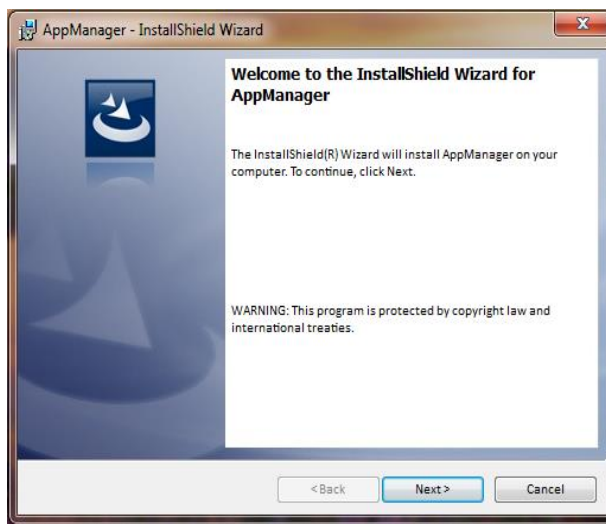 AppManager - InstallShield Wizard
Welcome to the InstallShield Wizard for
AppManager
The InstallShield(R) Wizard will install AppManager on your
computer. To continue, click Next.
WARNING: This program is protected by copyright law and
international treaties.
<Back Next> Cancel